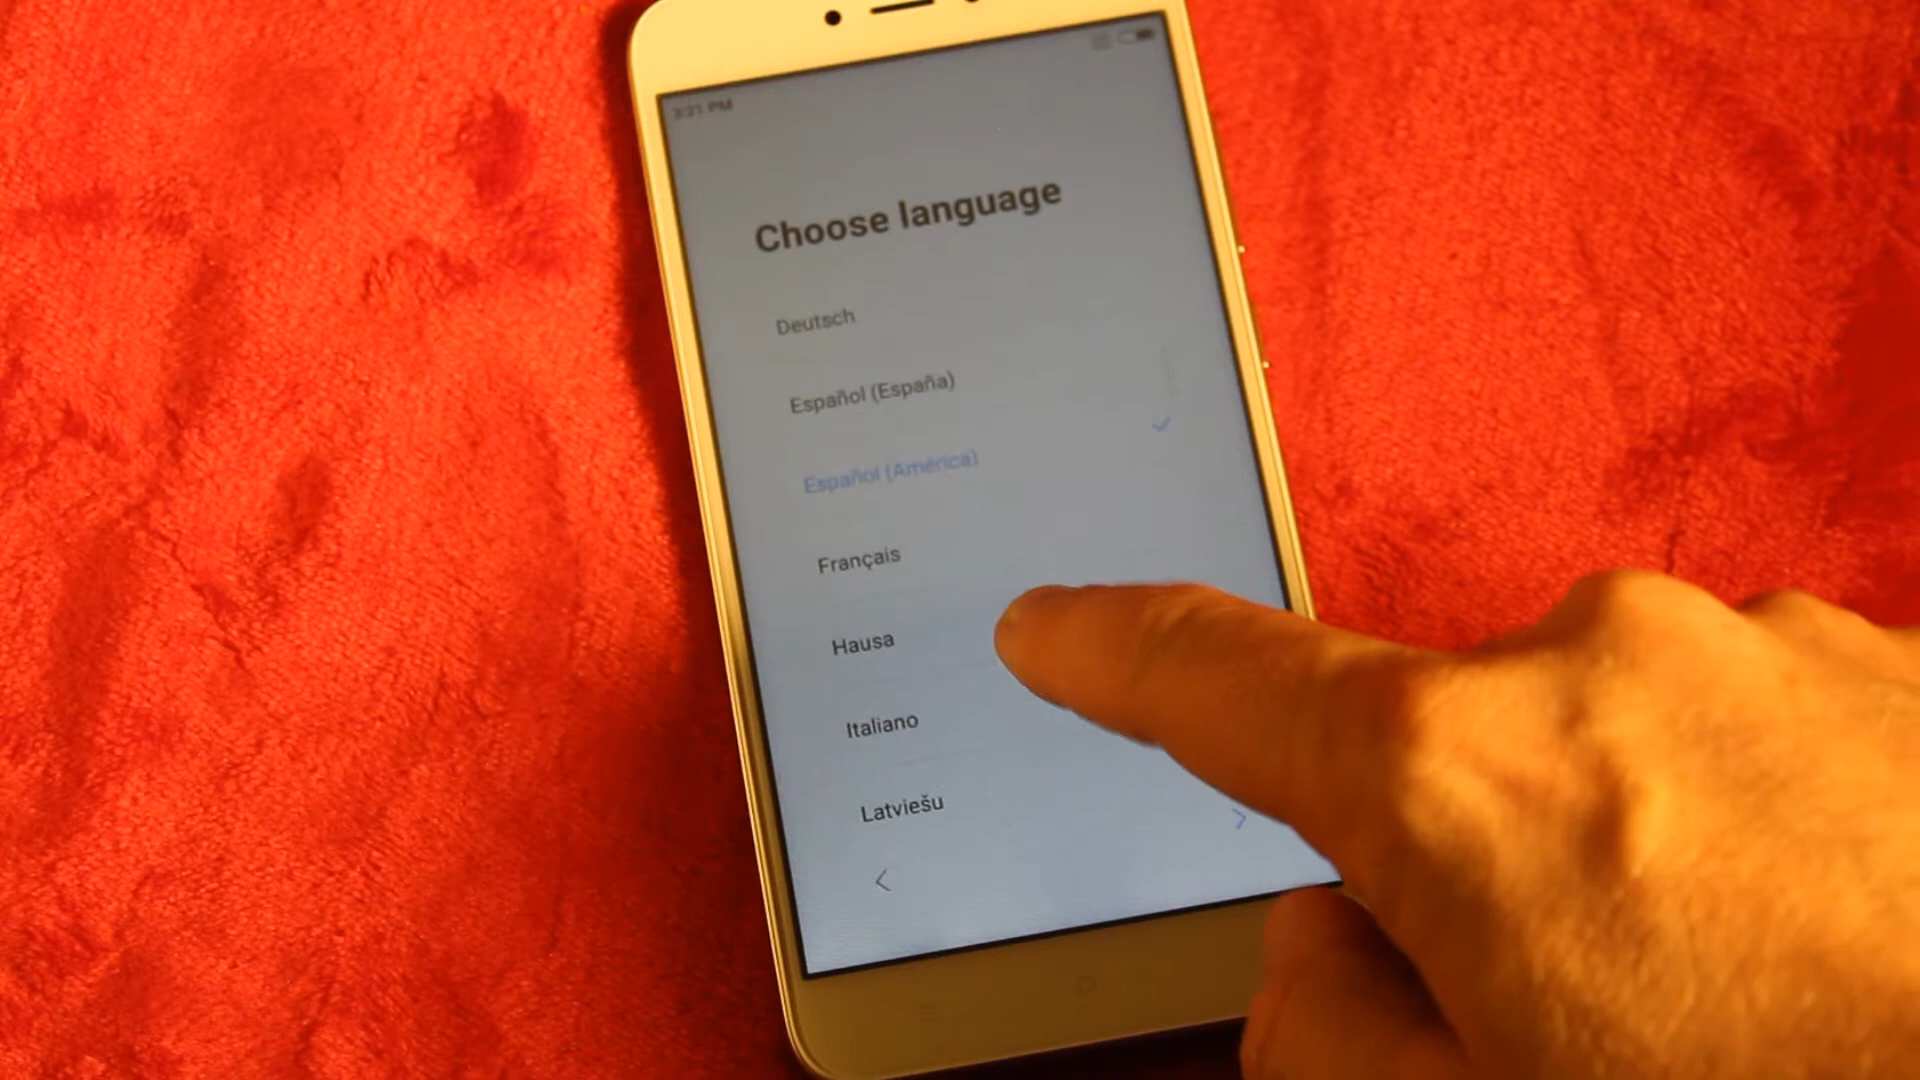 Choose language
Deutsch
Español (España)
Español (América)
Français
Hausa
Italiano
Latviešu